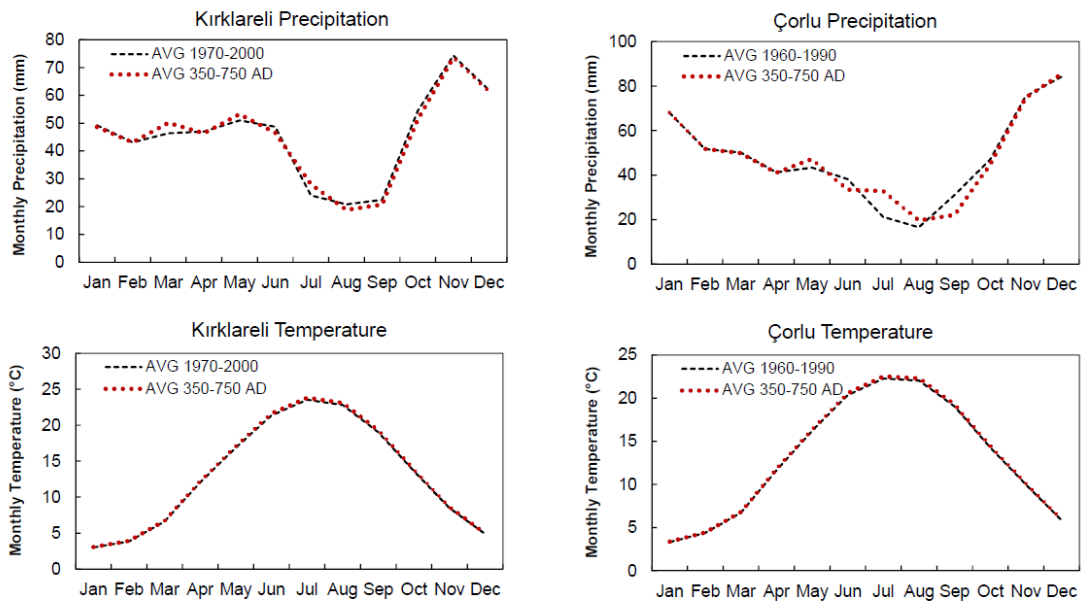 Kırklareli Precipitation
Monthly Precipitation (mm)
80
70
60
50
40
30
20
10
0
AVG 1970-2000
AVG 350-750 AD
Jan Feb Mar Apr May Jun Jul Aug Sep Oct Nov Dec
Çorlu Precipitation
Monthly Precipitation (mm)
100
80
60
40
20
0
AVG 1960-1990
AVG 350-750 AD
Jan Feb Mar Apr May Jun Jul Aug Sep Oct Nov Dec
Kırklareli Temperature
Monthly Temperature (°C)
30
25
20
15
10
5
0
AVG 1970-2000
AVG 350-750 AD
Jan Feb Mar Apr May Jun Jul Aug Sep Oct Nov Dec
Çorlu Temperature
Monthly Temperature (°C)
25
20
15
10
5
0
AVG 1960-1990
AVG 350-750 AD
Jan Feb Mar Apr May Jun Jul Aug Sep Oct Nov Dec